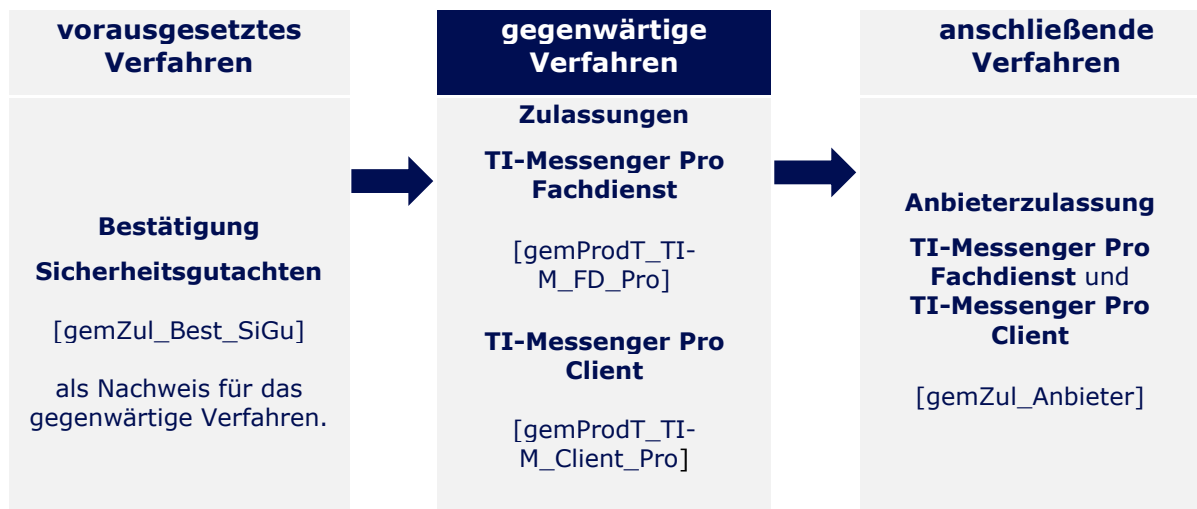 vorausgesetztes
Verfahren
Bestätigung
Sicherheitsgutachten
[gemZul_Best_SiGu]
als Nachweis für das
gegenwärtige Verfahren.
gegenwärtige
Verfahren
Zulassungen
TI-Messenger Pro
Fachdienst
[gemProdT_TI-
M_FD_Pro]
TI-Messenger Pro
Client
[gemProdT_TI-
M_Client_Pro]
anschließende
Verfahren
Anbieterzulassung
TI-Messenger Pro
Fachdienst und
TI-Messenger Pro
Client
[gemZul_Anbieter]